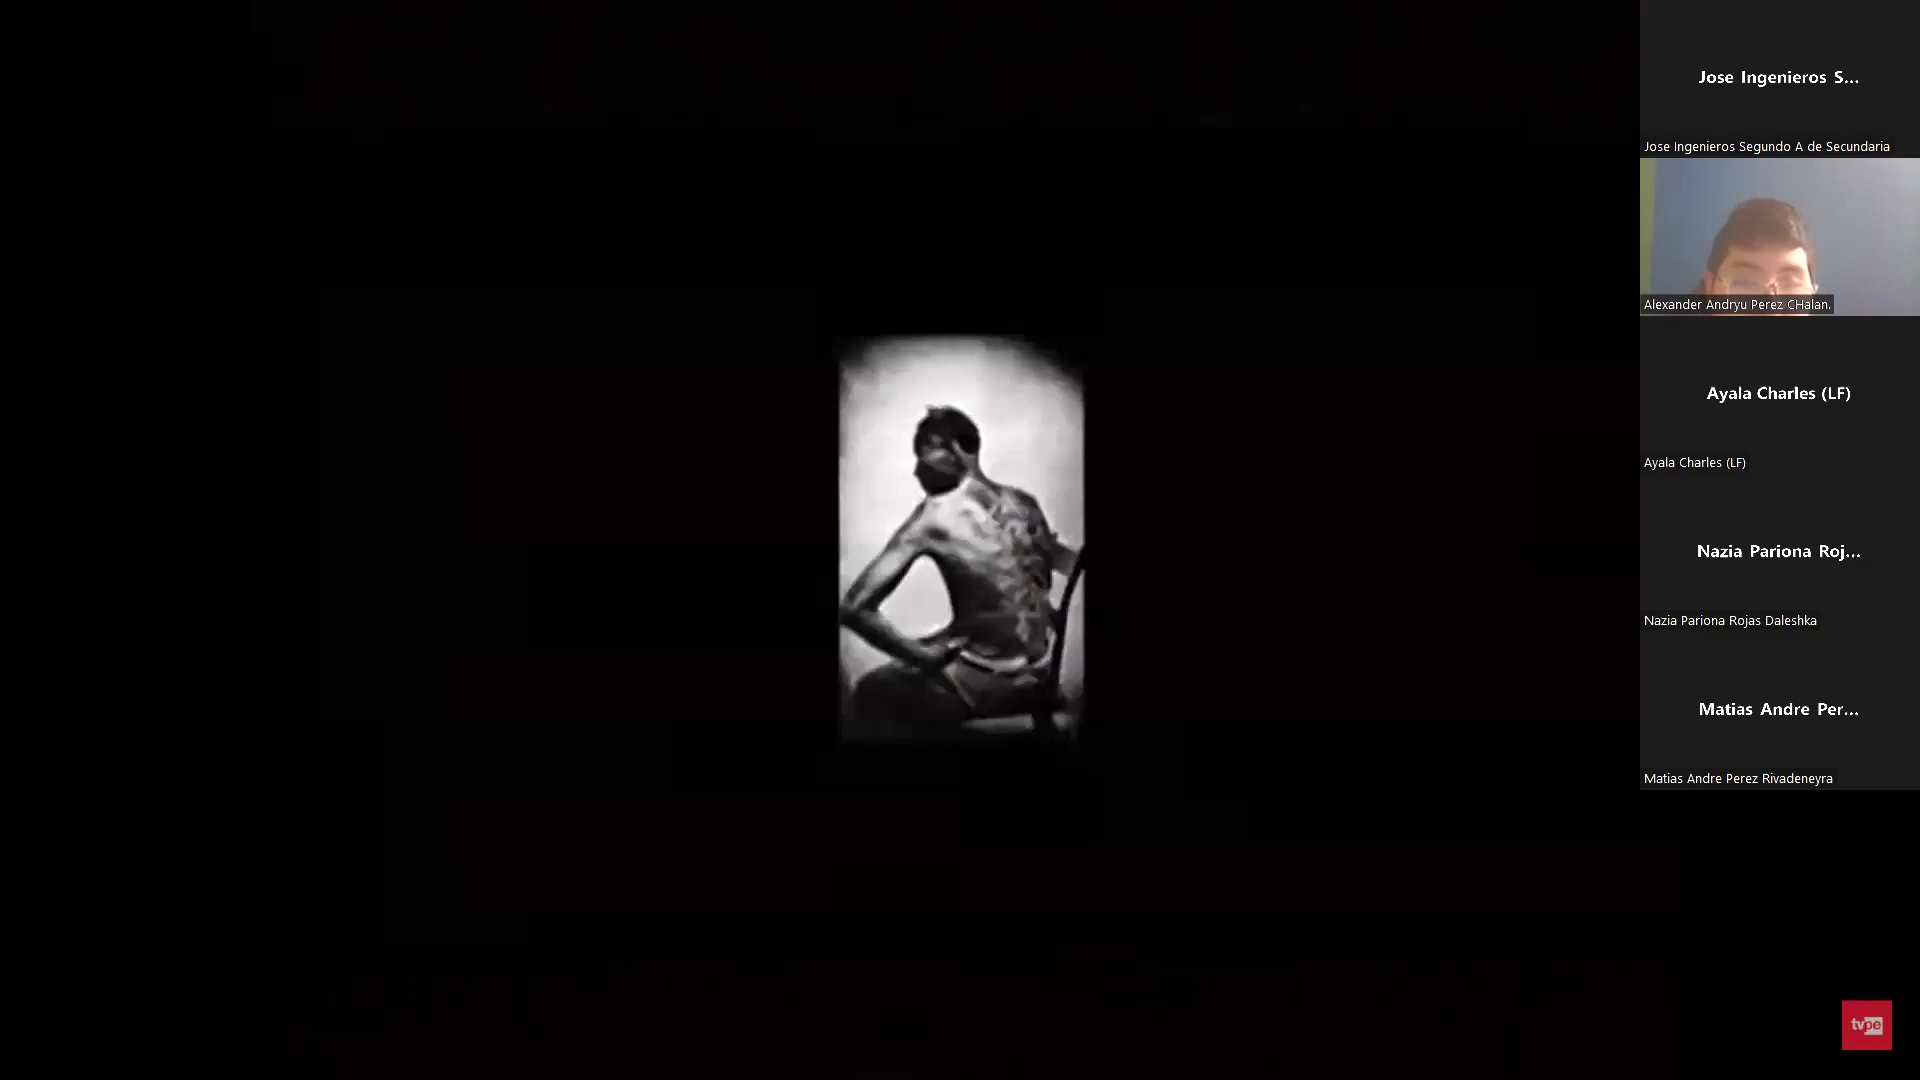 Jose Ingenieros S...
Jose Ingenieros Segundo A de Secundaria
Alexander Andryu Perez CHalan.
Ayala Charles (LF)
Ayala Charles (LF)
Nazia Pariona Roj...
Nazia Pariona Rojas Daleshka
Matias Andre Per...
Matias Andre Perez Rivadeneyra
tvpe